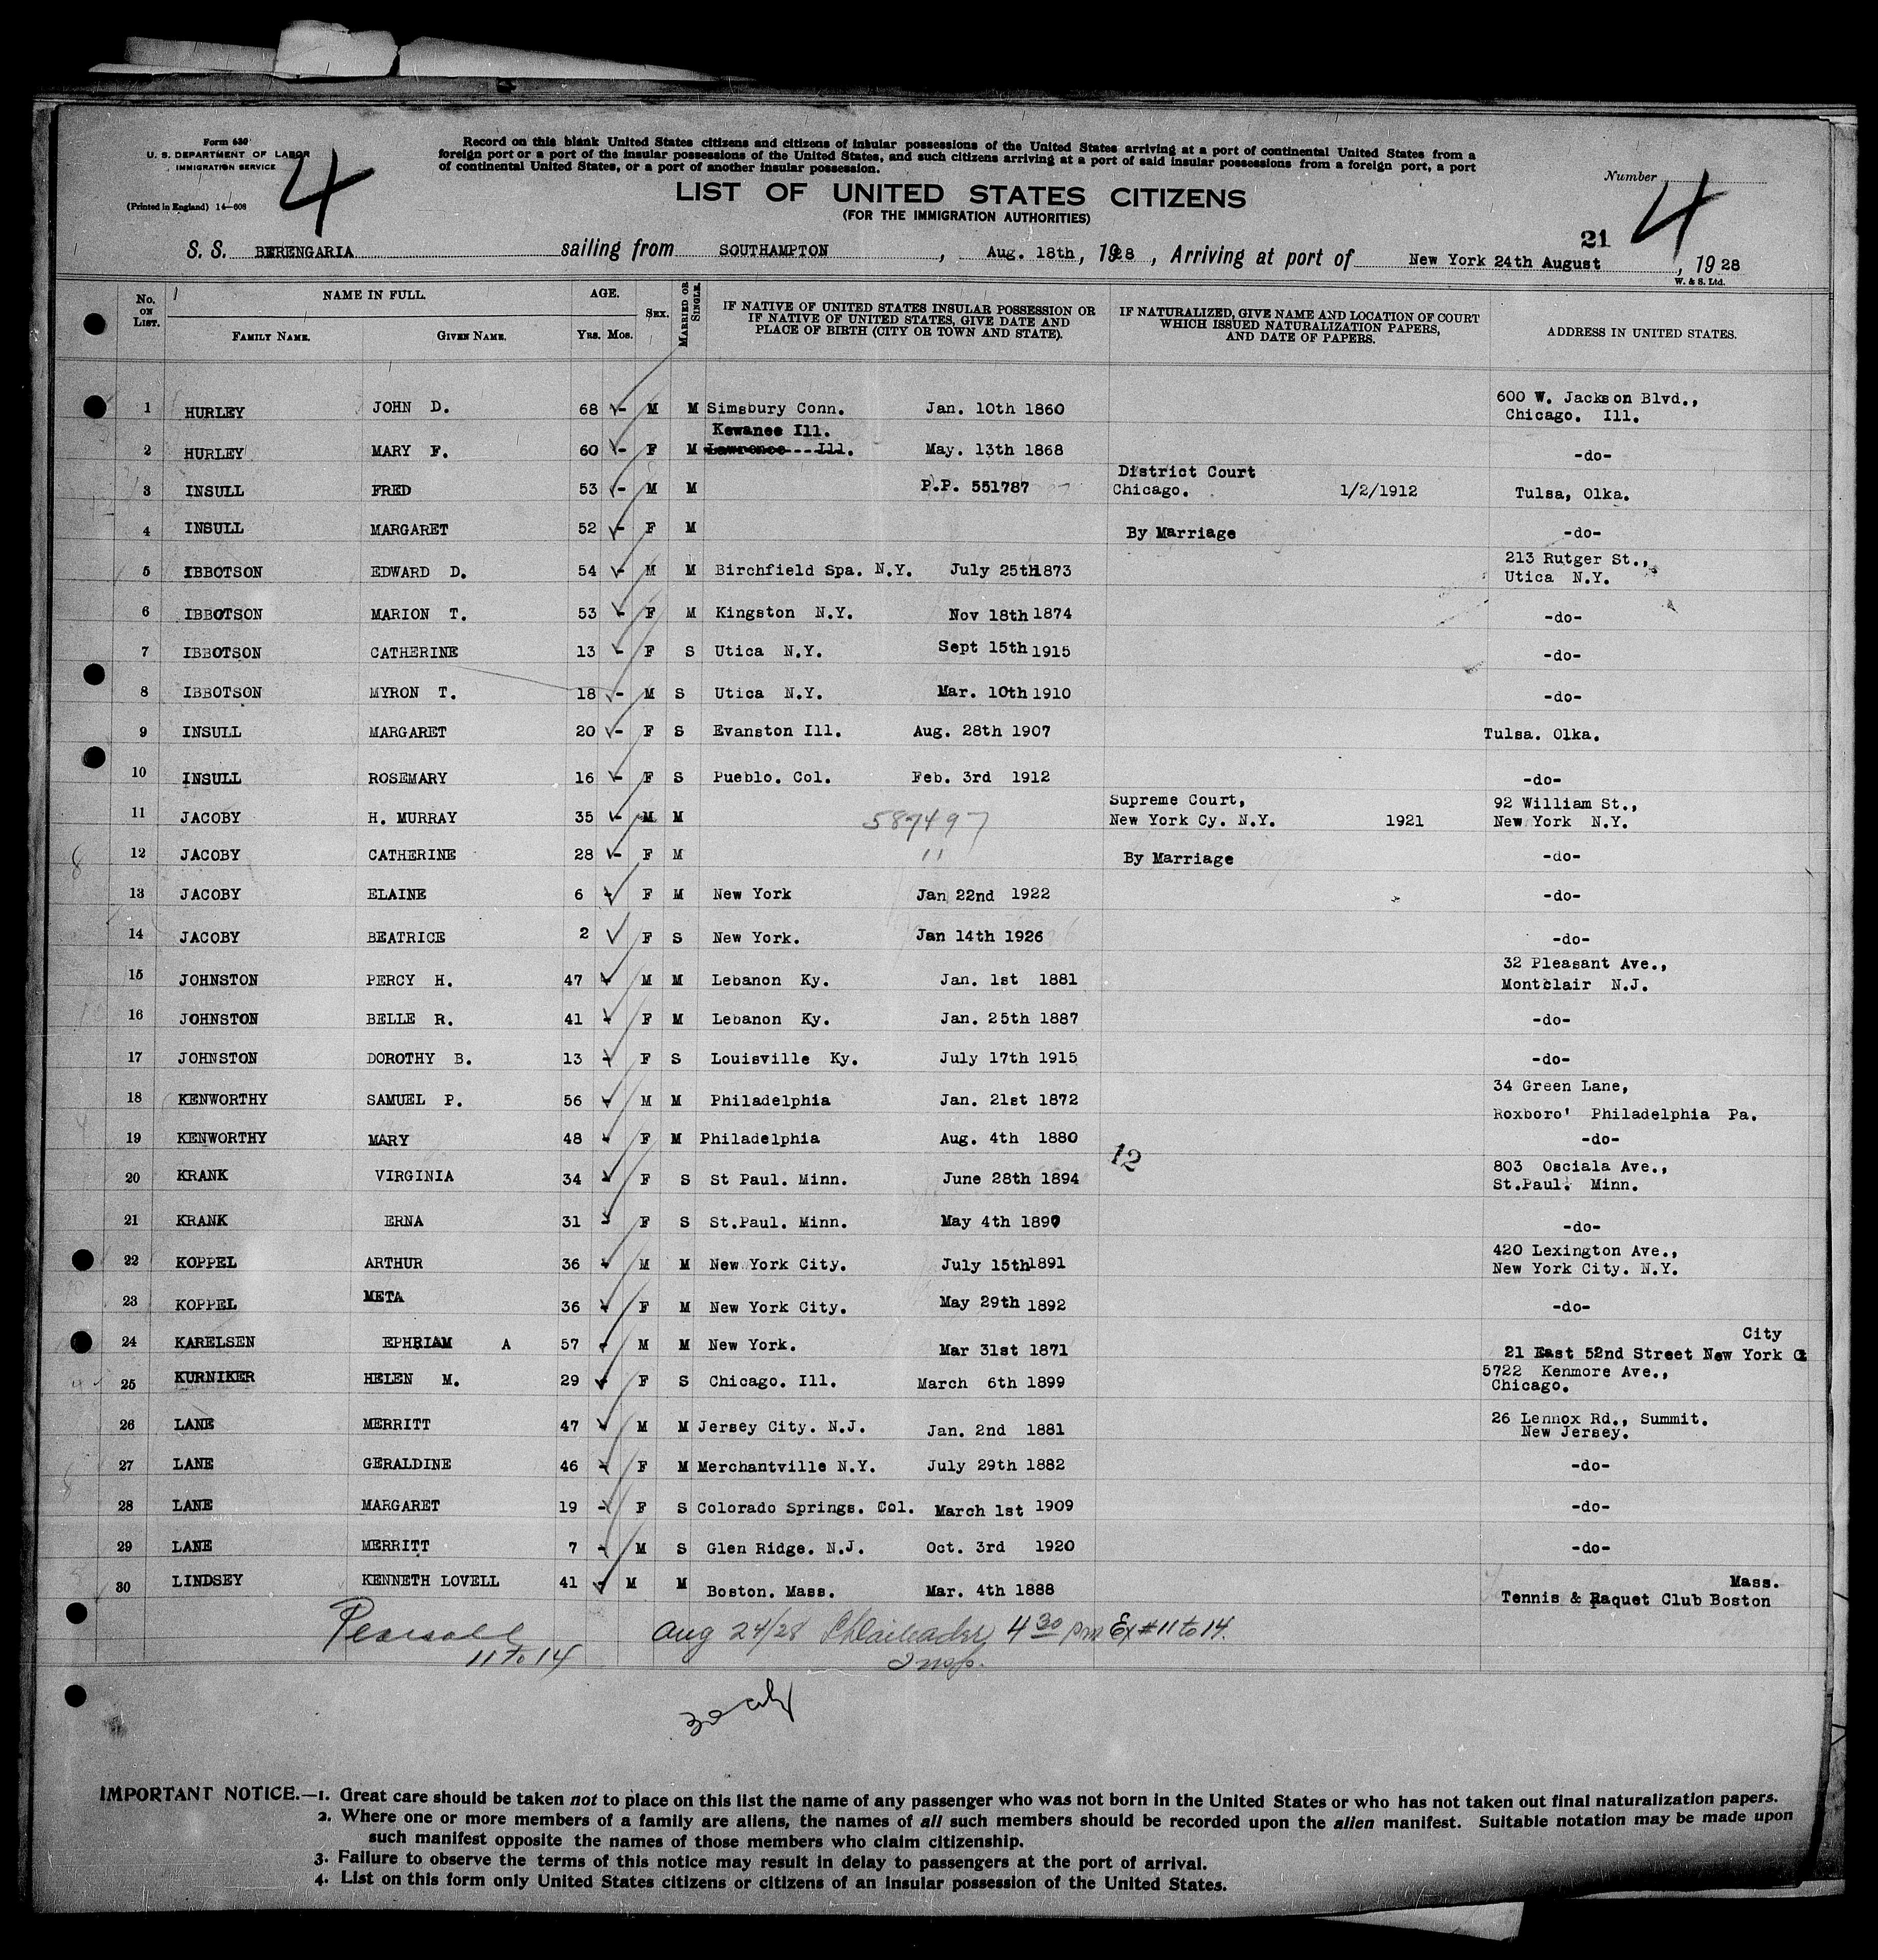 Form 630
U. S. DEPARTMENT OF LABOR
IMMIGRATION SERVICE
(Printed in England) 14—608
4
Record on this blank United States citizens and citizens of insular possessions of the United States arriving at a port of continental United States from a
foreign port or a port of the insular possessions of the United States, and such citizens arriving at a port of said insular possessions from a foreign port, a port
of continental United States, or a port of another insular possession.
LIST OF UNITED STATES CITIZENS
(FOR THE IMMIGRATION AUTHORITIES)
Number
4
21
S. S. BERENGARIA sailing from SOUTHAMPTON, Aug. 18th, 1928, Arriving at port of New York 24th August, 1928
W. & S. Ltd.
No. ON LIST. NAME IN FULL. FAMILY NAME. GIVEN NAME. AGE. Yrs. Mos. SEX. MARRIED OR SINGLE. IF NATIVE OF UNITED STATES INSULAR POSSESSION OR IF NATIVE OF UNITED STATES, GIVE DATE AND PLACE OF BIRTH (CITY OR TOWN AND STATE). IF NATURALIZED, GIVE NAME AND LOCATION OF COURT WHICH ISSUED NATURALIZATION PAPERS, AND DATE OF PAPERS. ADDRESS IN UNITED STATES.
1 HURLEY JOHN D. 68 M M Simsbury Conn. Jan. 10th 1860 600 W. Jackson Blvd., Chicago. Ill.
Kewanee Ill.
2 HURLEY MARY F. 60 F M Lawrence Ill. May. 13th 1868 -do-
3 INSULL FRED 53 M M P.P. 551787 District Court Chicago. 1/2/1912 Tulsa, Olka.
4 INSULL MARGARET 52 F M By Marriage -do-
5 IBBOTSON EDWARD D. 54 M M Birchfield Spa. N.Y. July 25th1873 213 Rutger St., Utica N.Y.
6 IBBOTSON MARION T. 53 F M Kingston N.Y. Nov 18th 1874 -do-
7 IBBOTSON CATHERINE 13 F S Utica N.Y. Sept 15th 1915 -do-
8 IBBOTSON MYRON T. 18 M S Utica N.Y. Mar. 10th 1910 -do-
9 INSULL MARGARET 20 F S Evanston Ill. Aug. 28th 1907 Tulsa. Olka.
10 INSULL ROSEMARY 16 F S Pueblo. Col. Feb. 3rd 1912 -do-
11 JACOBY H. MURRAY 35 M M 587497 Supreme Court, New York Cy. N.Y. 1921 92 William St., New York N.Y.
12 JACOBY CATHERINE 28 F M 11 By Marriage -do-
13 JACOBY ELAINE 6 F M New York Jan 22nd 1922 -do-
14 JACOBY BEATRICE 2 F S New York. Jan 14th 1926 -do-
15 JOHNSTON PERCY H. 47 M M Lebanon Ky. Jan. 1st 1881 32 Pleasant Ave., Montclair N.J.
16 JOHNSTON BELLE R. 41 F M Lebanon Ky. Jan. 25th 1887 -do-
17 JOHNSTON DOROTHY B. 13 F S Louisville Ky. July 17th 1915 -do-
18 KENWORTHY SAMUEL P. 56 M M Philadelphia Jan. 21st 1872 34 Green Lane, Roxboro' Philadelphia Pa.
19 KENWORTHY MARY 48 F M Philadelphia Aug. 4th 1880 -do-
12
20 KRANK VIRGINIA 34 F S St Paul. Minn. June 28th 1894 803 Osciala Ave., St.Paul. Minn.
21 KRANK ERNA 31 F S St.Paul. Minn. May 4th 1897 -do-
22 KOPPEL ARTHUR 36 M M New York City. July 15th1891 420 Lexington Ave., New York City. N.Y.
23 KOPPEL META 36 F M New York City. May 29th 1892 -do-
24 KARELSEN EPHRIAM A 57 M M New York. Mar 31st 1871 21 East 52nd Street New York City
25 KURNIKER HELEN M. 29 F S Chicago. Ill. March 6th 1899 5722 Kenmore Ave., Chicago.
26 LANE MERRITT 47 M M Jersey City. N.J. Jan. 2nd 1881 26 Lennox Rd., Summit. New Jersey.
27 LANE GERALDINE 46 F M Merchantville N.Y. July 29th 1882 -do-
28 LANE MARGARET 19 F S Colorado Springs. Col. March 1st 1909 -do-
29 LANE MERRITT 7 M S Glen Ridge. N.J. Oct. 3rd 1920 -do-
30 LINDSEY KENNETH LOVELL 41 M M Boston. Mass. Mar. 4th 1888 Tennis & Raquet Club Boston Mass.
Pearsall Aug 24/28 4 30 pm Ex #11 to 14.
11 to 14 Insp.
30
IMPORTANT NOTICE.—1. Great care should be taken not to place on this list the name of any passenger who was not born in the United States or who has not taken out final naturalization papers.
2. Where one or more members of a family are aliens, the names of all such members should be recorded upon the alien manifest. Suitable notation may be made upon
such manifest opposite the names of those members who claim citizenship.
3. Failure to observe the terms of this notice may result in delay to passengers at the port of arrival.
4. List on this form only United States citizens or citizens of an insular possession of the United States.